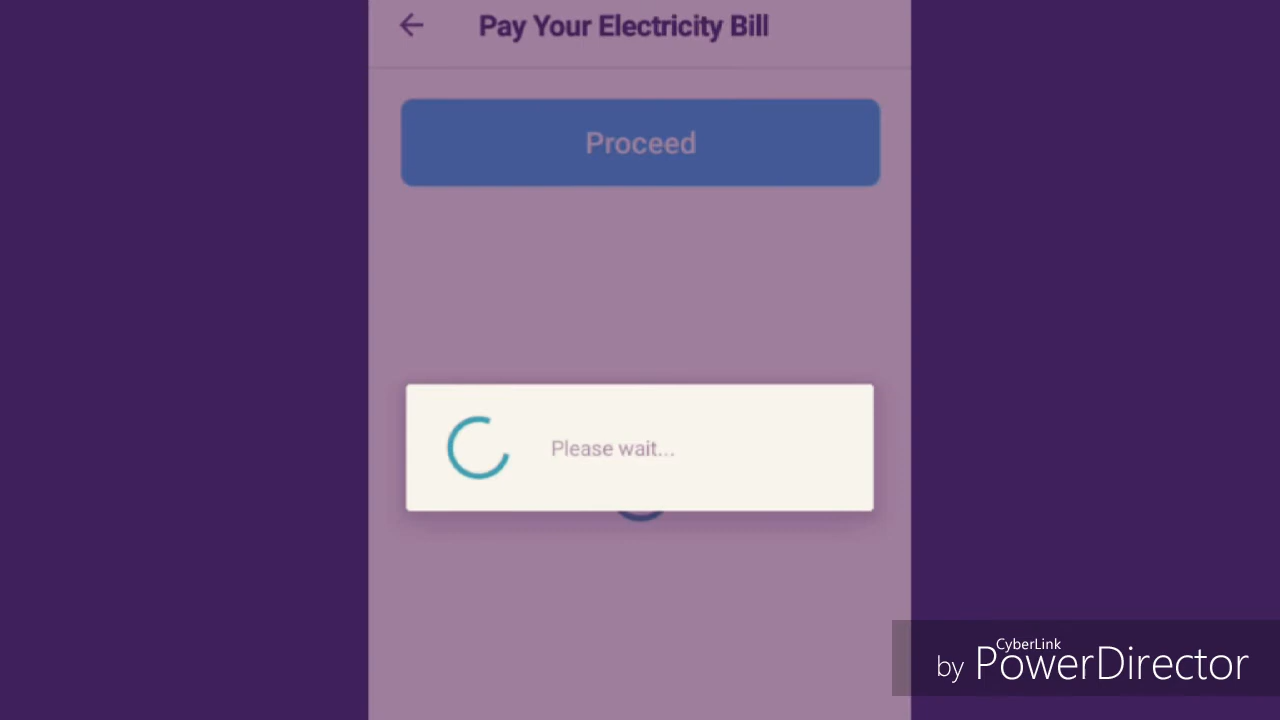 Pay Your Electricity Bill
Proceed
Please wait...
CyberLink
by PowerDirector